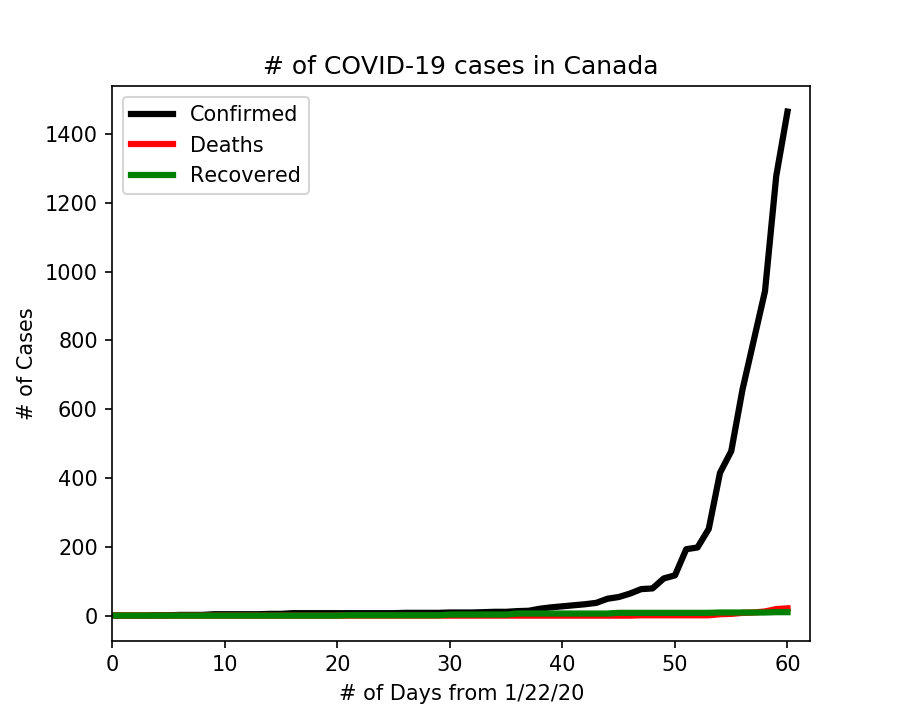 # of COVID-19 cases in Canada
Confirmed
Deaths
Recovered
# of Cases
1400
1200
1000
800
600
400
200
0
0 10 20 30 40 50 60
# of Days from 1/22/20